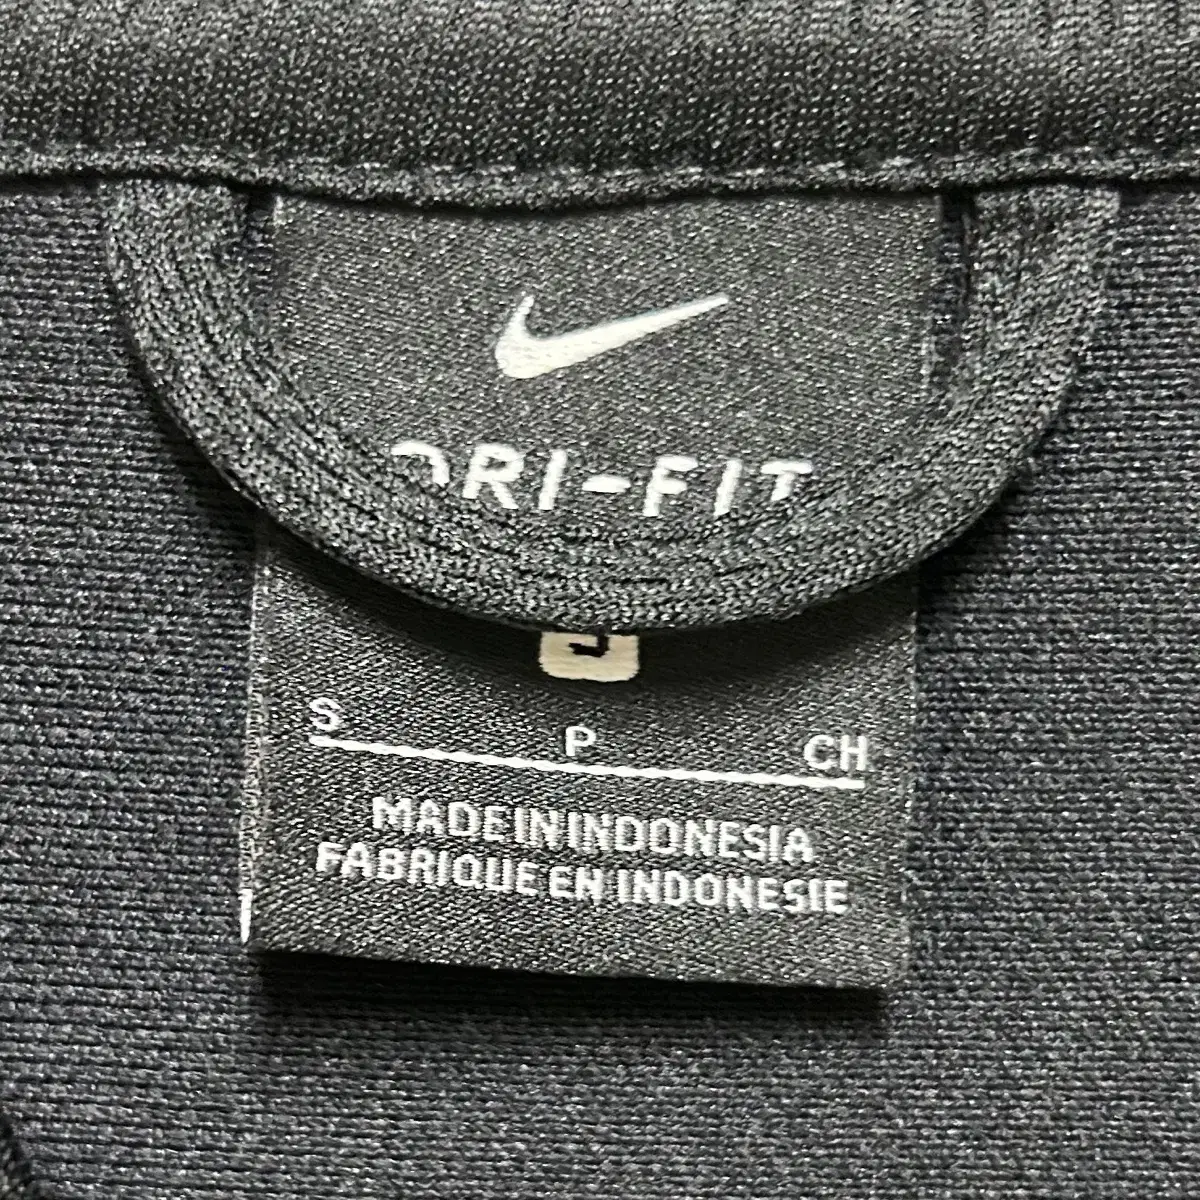 DRI-FIT
S
S P CH
MADE IN INDONESIA
FABRIQUE EN INDONESIE